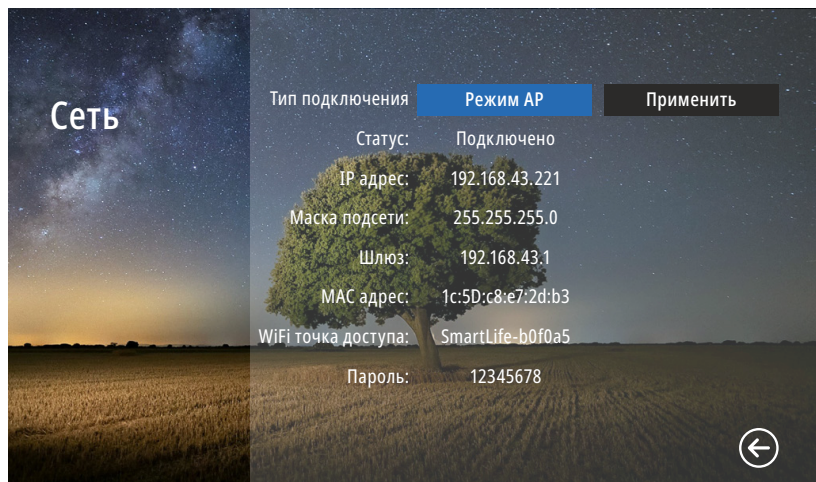 Сеть
Тип подключения Режим AP Применить
Статус: Подключено
IP адрес: 192.168.43.221
Маска подсети: 255.255.255.0
Шлюз: 192.168.43.1
MAC адрес: 1c:5D:c8:e7:2d:b3
WiFi точка доступа: SmartLife-b0f0a5
Пароль: 12345678